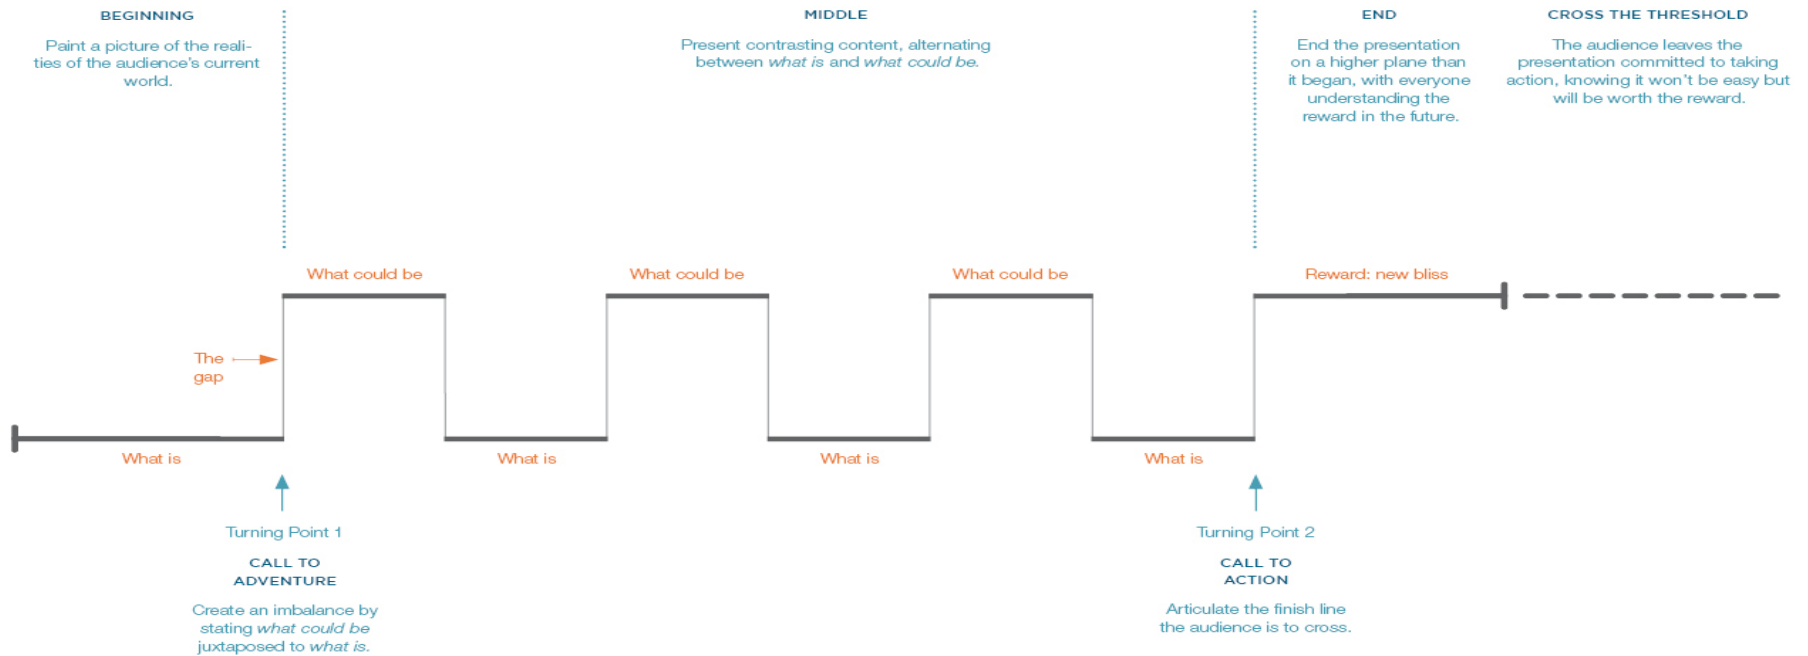 BEGINNING
Paint a picture of the reali-
ties of the audience's current
world.
MIDDLE
Present contrasting content, alternating
between what is and what could be.
END
End the presentation
on a higher plane than
it began, with everyone
understanding the
reward in the future.
CROSS THE THRESHOLD
The audience leaves the
presentation committed to taking
action, knowing it won't be easy but
will be worth the reward.
What could be
What could be
What could be
Reward: new bliss
The
gap
What is
What is
What is
What is
Turning Point 1
CALL TO
ADVENTURE
Create an imbalance by
stating what could be
juxtaposed to what is.
Turning Point 2
CALL TO
ACTION
Articulate the finish line
the audience is to cross.